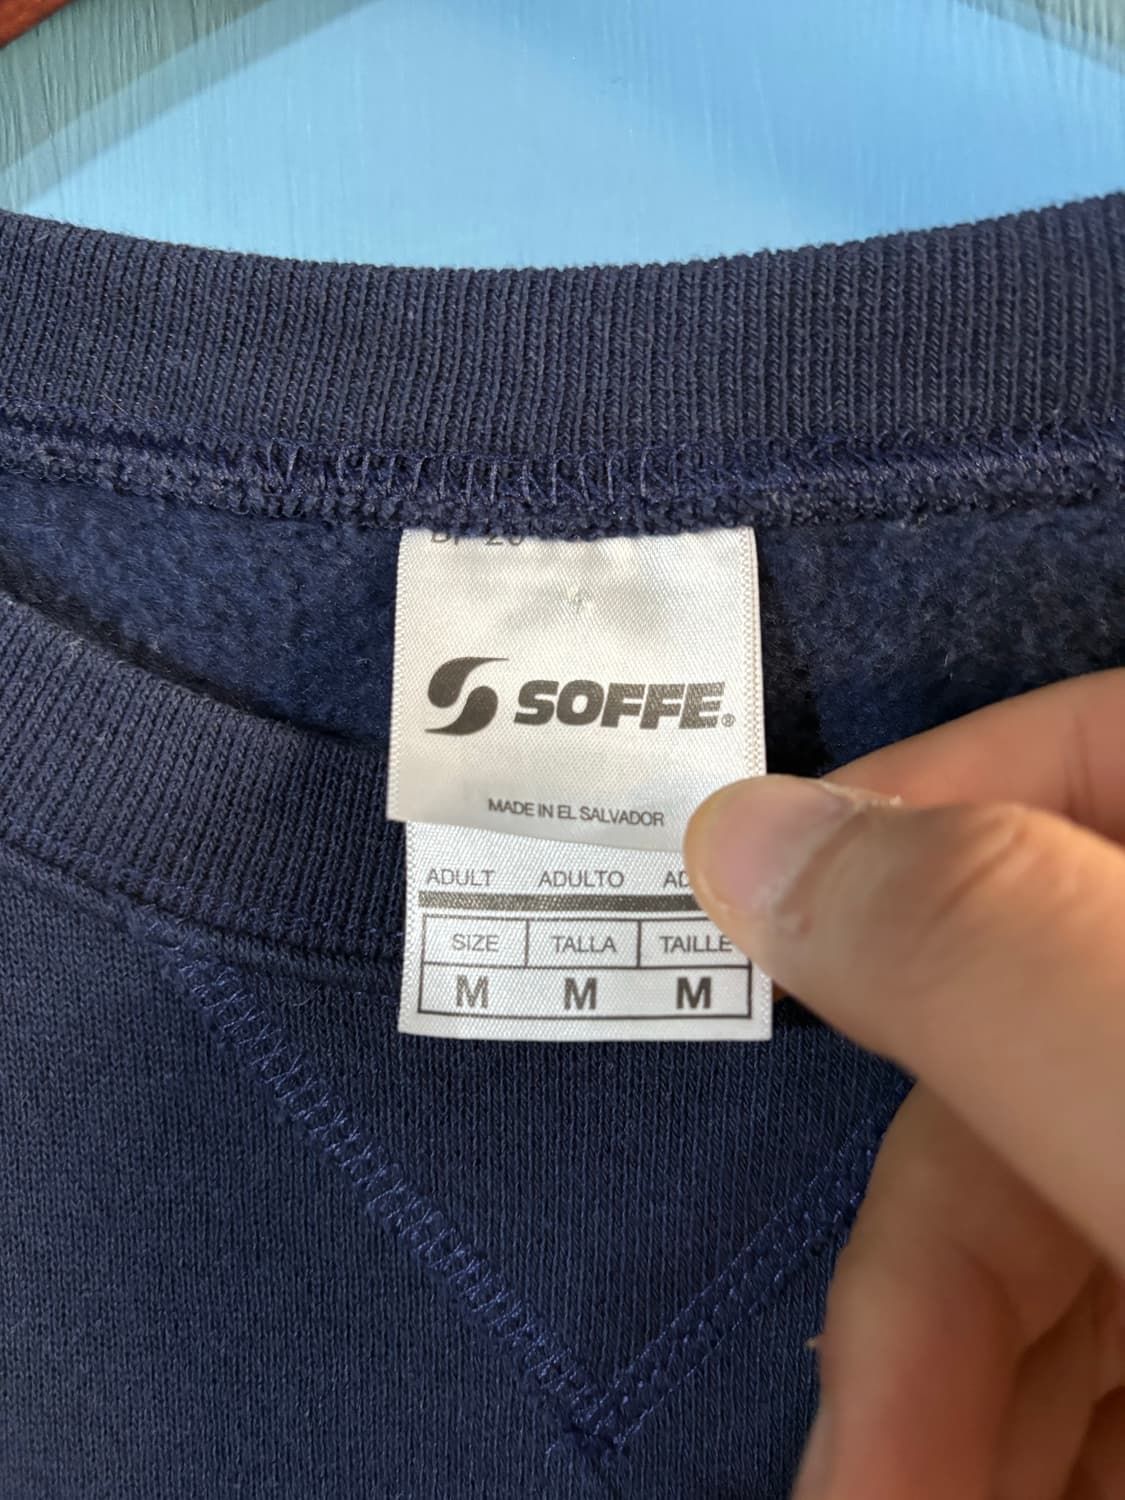 SOFFE®
MADE IN EL SALVADOR
ADULT ADULTO
SIZE TALLA TAILLE
M M M